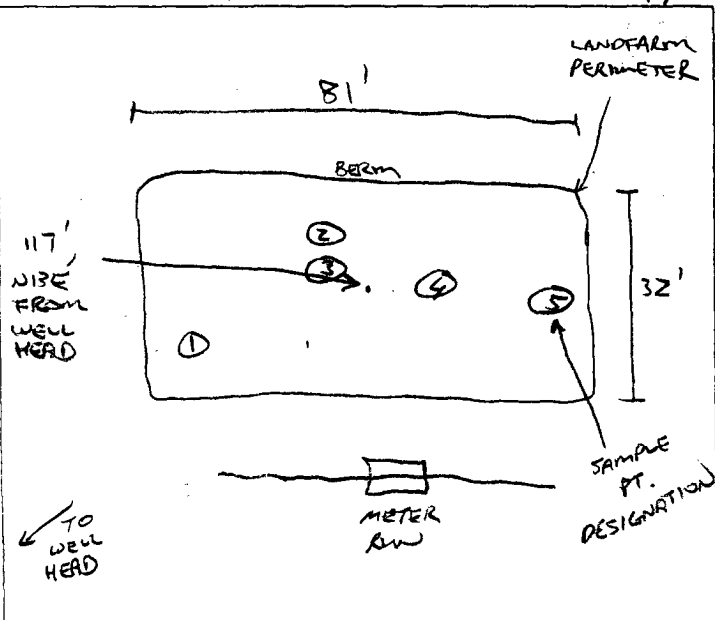 LANDFARM
PERIMETER
81'
BERM
117'
FROM
WELL
HEAD
2
3
4
5
1
32'
SAMPLE
PT.
DESIGNATION
METER
RUN
TO
WELL
HEAD